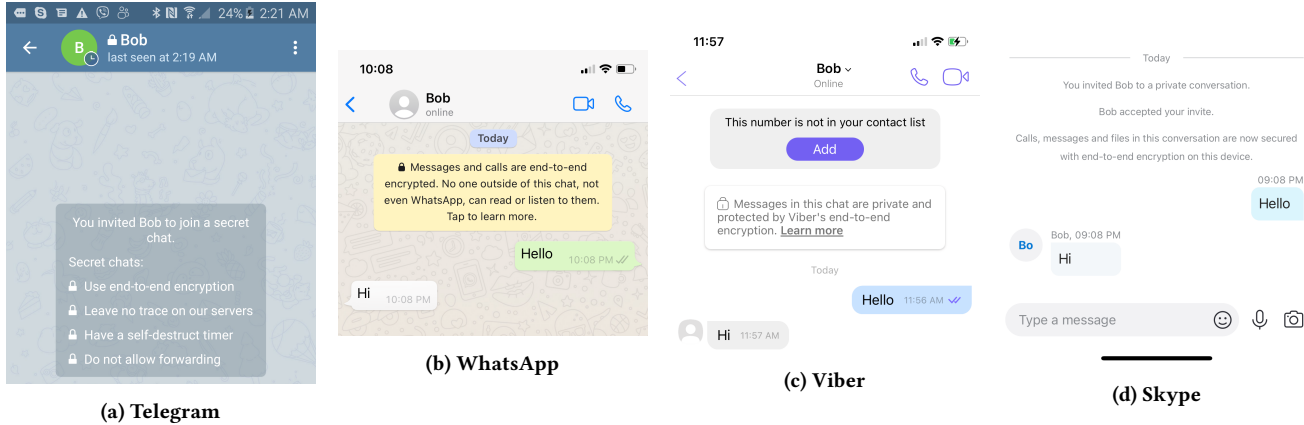 24% 2:21 AM
B
Bob
last seen at 2:19 AM
You invited Bob to join a secret
chat.
Secret chats:
Use end-to-end encryption
Leave no trace on our servers
Have a self-destruct timer
Do not allow forwarding
(a) Telegram
10:08
Bob
online
Today
Messages and calls are end-to-end
encrypted. No one outside of this chat, not
even WhatsApp, can read or listen to them.
Tap to learn more.
Hello 10:08 PM
Hi 10:08 PM
(b) WhatsApp
11:57
Bob
Online
This number is not in your contact list
Add
Messages in this chat are private and
protected by Viber's end-to-end
encryption. Learn more
Today
Hello 11:56 AM
Hi 11:57 AM
(c) Viber
Today
You invited Bob to a private conversation.
Bob accepted your invite.
Calls, messages and files in this conversation are now secured
with end-to-end encryption on this device.
09:08 PM
Hello
Bob, 09:08 PM
Bo
Hi
Type a message
(d) Skype